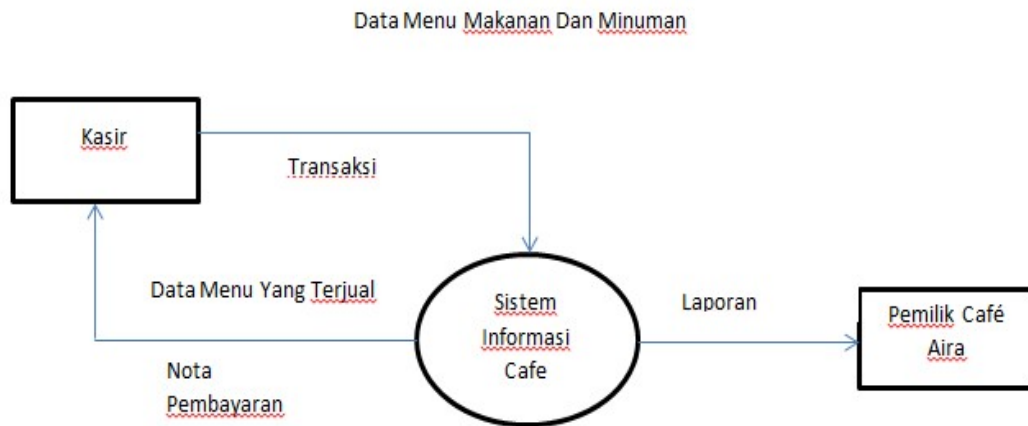 Data Menu Makanan Dan Minuman
Kasir
Transaksi
Data Menu Yang Terjual
Nota
Pembayaran
Sistem
Informasi
Cafe
Laporan
Pemilik Café
Aira